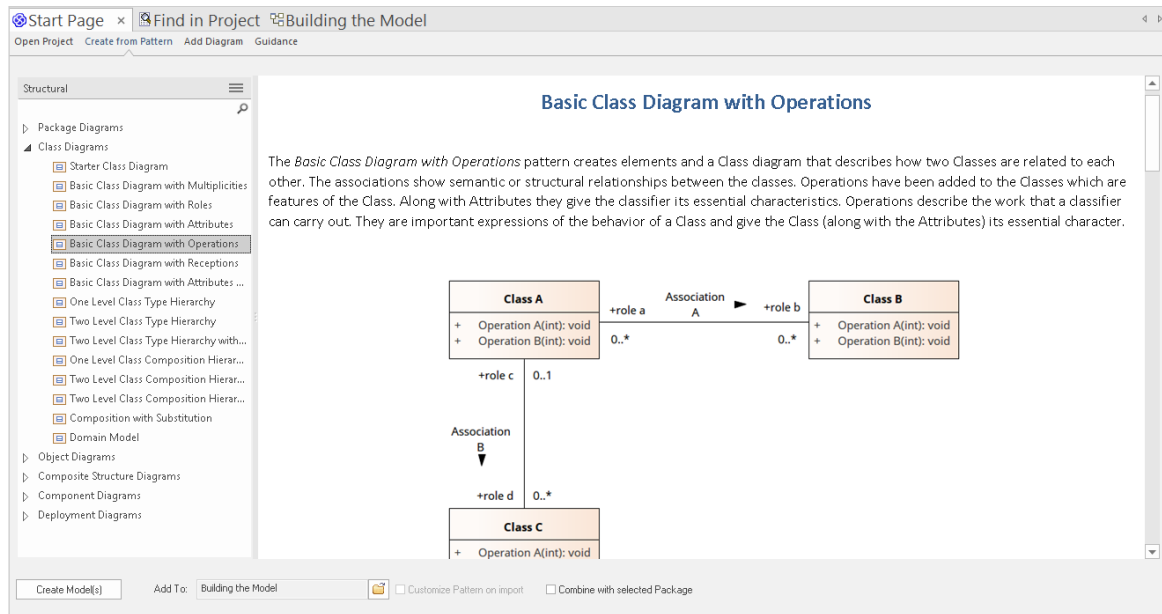 Start Page × Find in Project Building the Model
Open Project Create from Pattern Add Diagram Guidance
Structural
Package Diagrams
Class Diagrams
Starter Class Diagram
Basic Class Diagram with Multiplicities
Basic Class Diagram with Roles
Basic Class Diagram with Attributes
Basic Class Diagram with Operations
Basic Class Diagram with Receptions
Basic Class Diagram with Attributes ...
One Level Class Type Hierarchy
Two Level Class Type Hierarchy
Two Level Class Type Hierarchy with...
One Level Class Composition Hierar...
Two Level Class Composition Hierar...
Two Level Class Composition Hierar...
Composition with Substitution
Domain Model
Object Diagrams
Composite Structure Diagrams
Component Diagrams
Deployment Diagrams
Basic Class Diagram with Operations
The Basic Class Diagram with Operations pattern creates elements and a Class diagram that describes how two Classes are related to each
other. The associations show semantic or structural relationships between the classes. Operations have been added to the Classes which are
features of the Class. Along with Attributes they give the classifier its essential characteristics. Operations describe the work that a classifier
can carry out. They are important expressions of the behavior of a Class and give the Class (along with the Attributes) its essential character.
Class A
+ Operation A(int): void
+ Operation B(int): void
+role a
0..*
Association
A
+role b
0..*
Class B
+ Operation A(int): void
+ Operation B(int): void
+role c 0..1
Association
B
+role d 0..*
Class C
+ Operation A(int): void
Create Model(s) Add To: Building the Model Customize Pattern on import Combine with selected Package